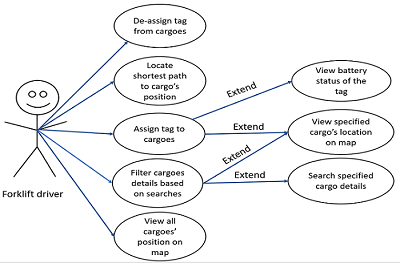 De-assign tag
from cargoes
Locate
shortest path
to cargo's
position
Extend
View battery
status of the
tag
Assign tag to
cargoes
Extend
View specified
cargo's location
on map
Extend
Filter cargoes
details based
on searches
Extend
Search specified
cargo details
Forklift driver
View all
cargoes'
position on
map